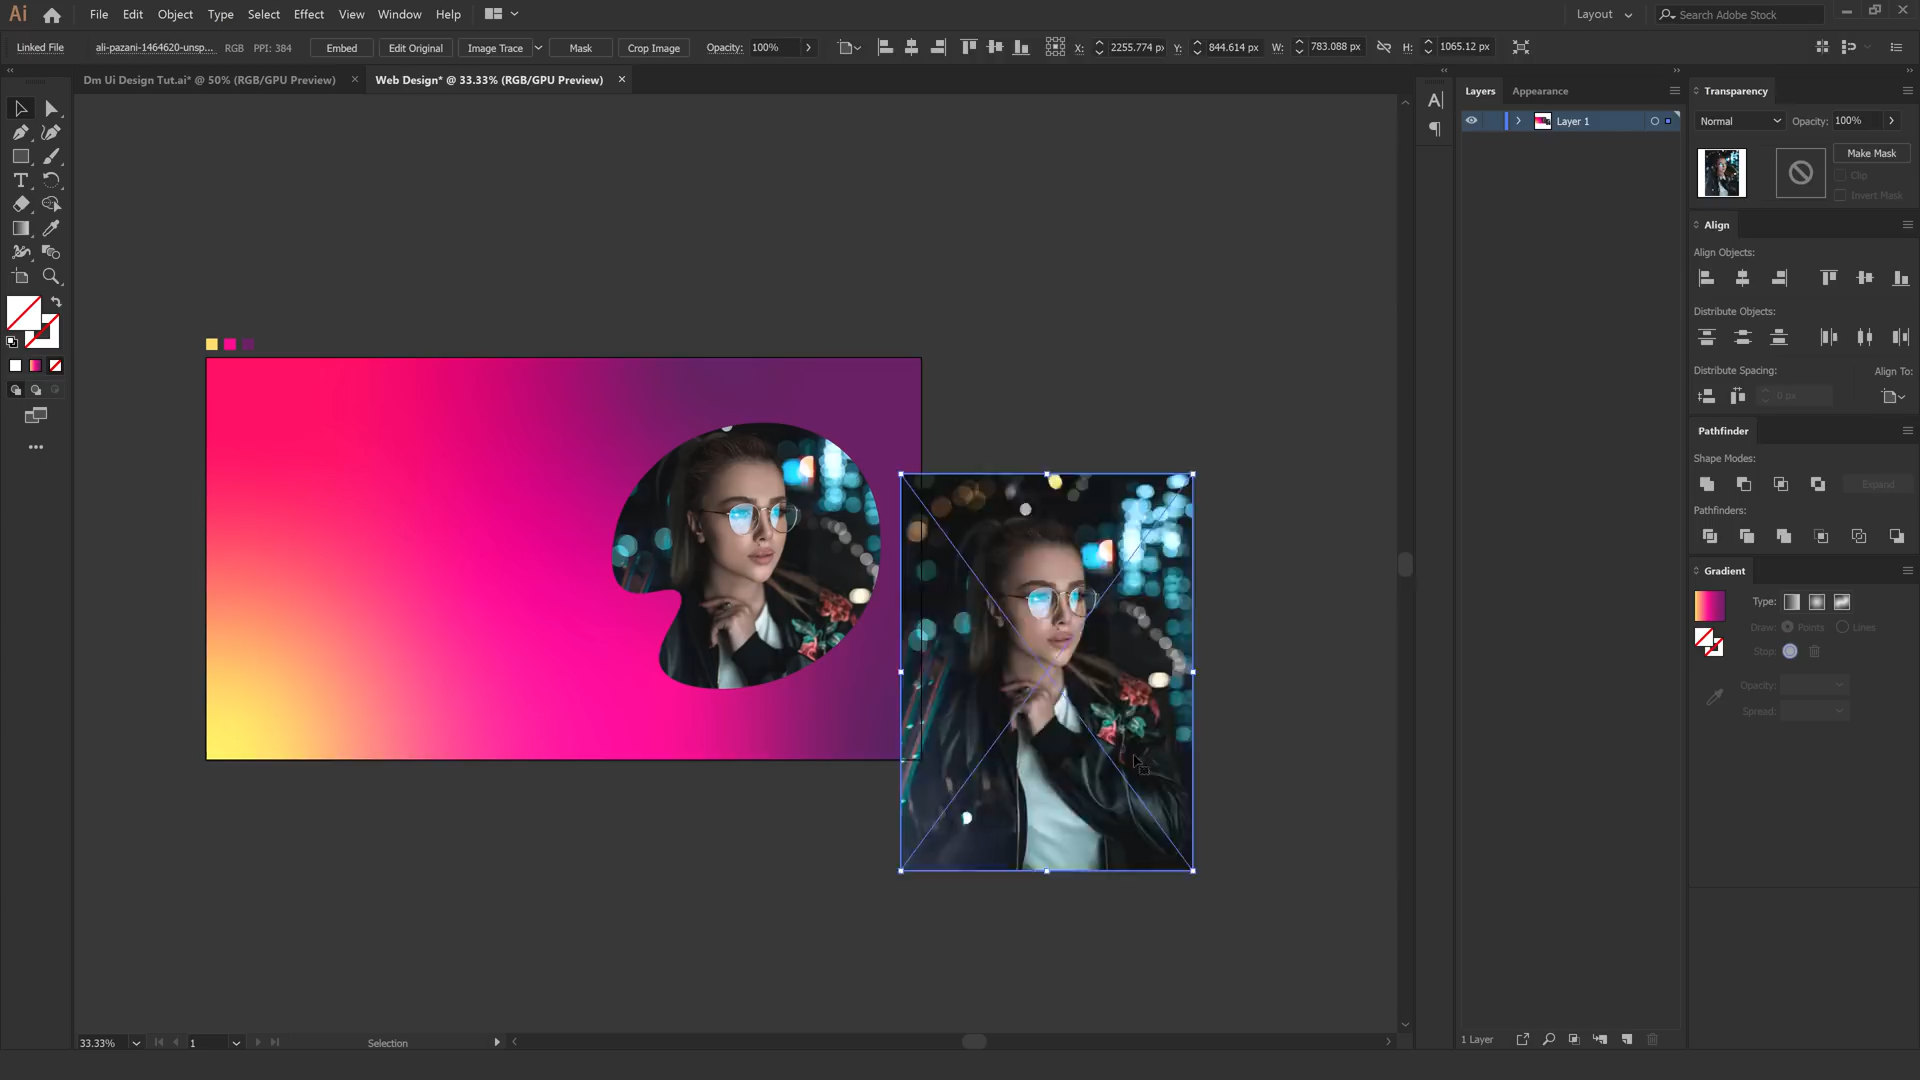 Ai File Edit Object Type Select Effect View Window Help Layout Search Adobe Stock
Linked File ali-pazani-1464620-unsp... RGB PPI: 384 Embed Edit Original Image Trace Mask Crop Image Opacity: 100% X: 2255.774 px Y: 844.614 px W: 783.088 px H: 1065.12 px
Dm Ui Design Tut.ai* @ 50% (RGB/GPU Preview) Web Design* @ 33.33% (RGB/GPU Preview)
Layers Appearance
Layer 1
Transparency
Normal Opacity: 100%
Make Mask
Clip
Invert Mask
Align
Align Objects:
Distribute Objects:
Distribute Spacing: Align To:
0 px
Pathfinder
Shape Modes:
Expand
Pathfinders:
Gradient
Type:
Draw: Points Lines
Stop:
Opacity:
Spread:
33.33% 1 Selection
1 Layer